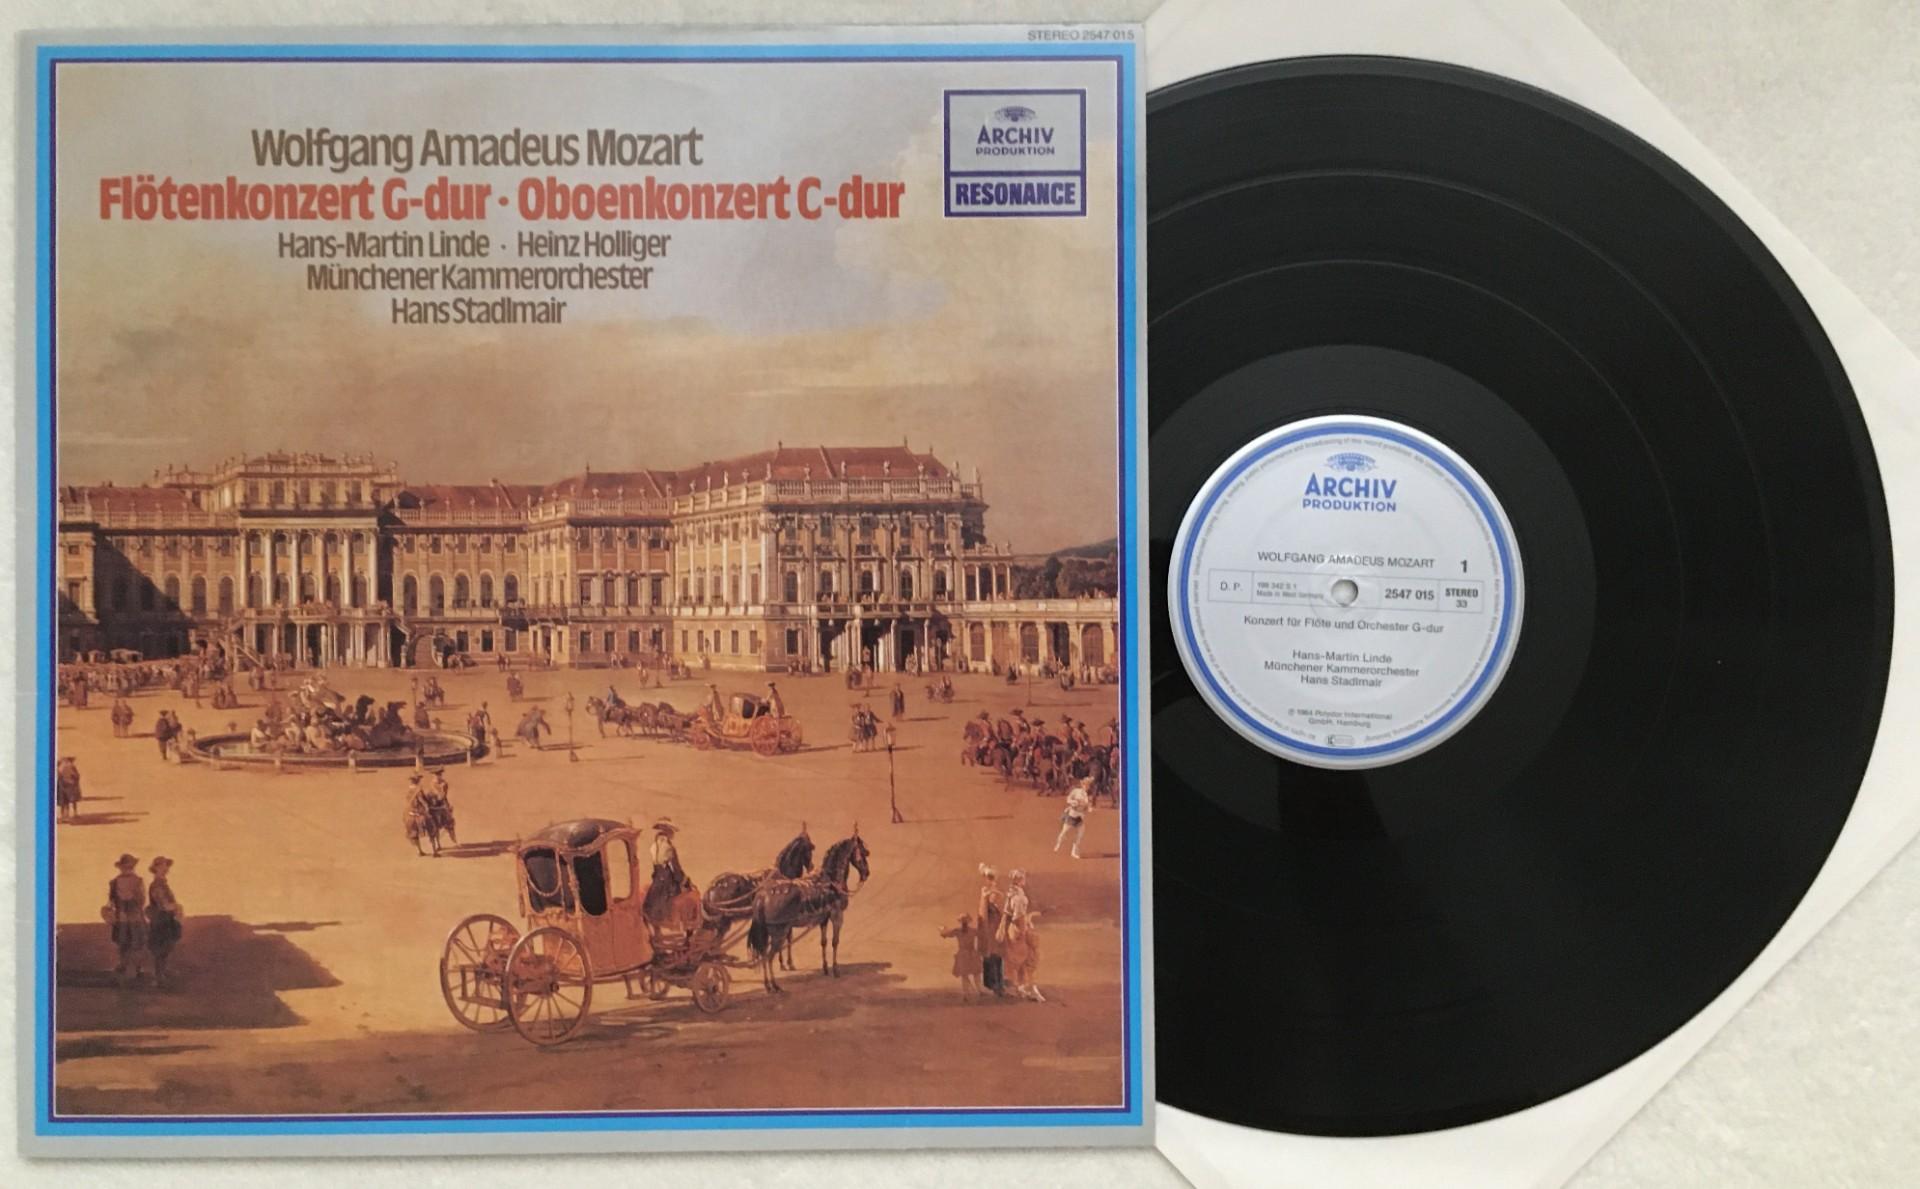 STEREO 2547 015
Wolfgang Amadeus Mozart
Flötenkonzert G-dur · Oboenkonzert C-dur
Hans-Martin Linde · Heinz Holliger
Münchener Kammerorchester
Hans Stadlmair
ARCHIV
PRODUKTION
RESONANCE
ARCHIV
PRODUKTION
WOLFGANG AMADEUS MOZART 1
D. P.
Made in West Germany
2547 015
STEREO
33
Konzert für Flöte und Orchester G-dur
Hans-Martin Linde
Münchener Kammerorchester
Hans Stadlmair
℗ 1964 Polydor International
GmbH, Hamburg